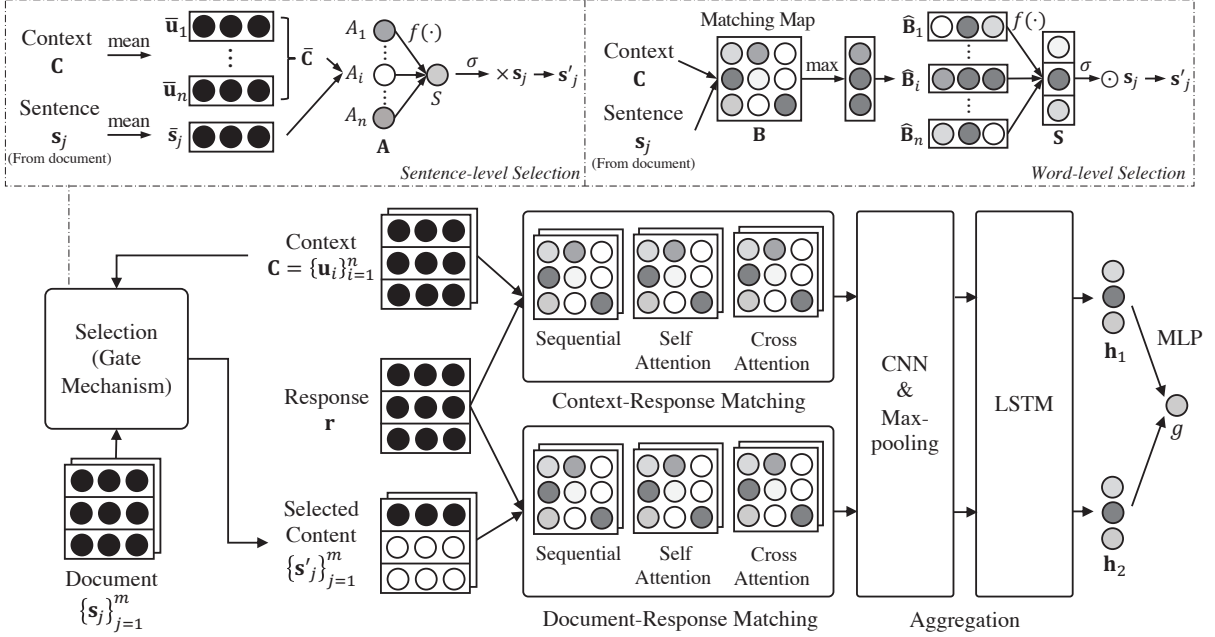 Context
𝐂
mean
Sentence
𝐬ⱼ
(From document)
mean
𝐮̄₁
⋮
𝐮̄ₙ
𝐂̄
𝐬̄ⱼ
A₁
Aᵢ
Aₙ
𝐀
f(·)
S
σ
× 𝐬ⱼ → 𝐬′ⱼ
Sentence-level Selection
Matching Map
Context
𝐂
Sentence
𝐬ⱼ
(From document)
𝐁
max
𝐁̂₁
𝐁̂ᵢ
𝐁̂ₙ
f(·)
𝐒
σ
⊙ 𝐬ⱼ → 𝐬′ⱼ
Word-level Selection
Selection
(Gate
Mechanism)
Document
{𝐬ⱼ}ᵐⱼ₌₁
Context
𝐂 = {𝐮ᵢ}ⁿᵢ₌₁
Response
𝐫
Selected
Content
{𝐬′ⱼ}ᵐⱼ₌₁
Sequential
Self
Attention
Cross
Attention
Context-Response Matching
Sequential
Self
Attention
Cross
Attention
Document-Response Matching
CNN
&
Max-
pooling
LSTM
Aggregation
𝐡₁
MLP
g
𝐡₂